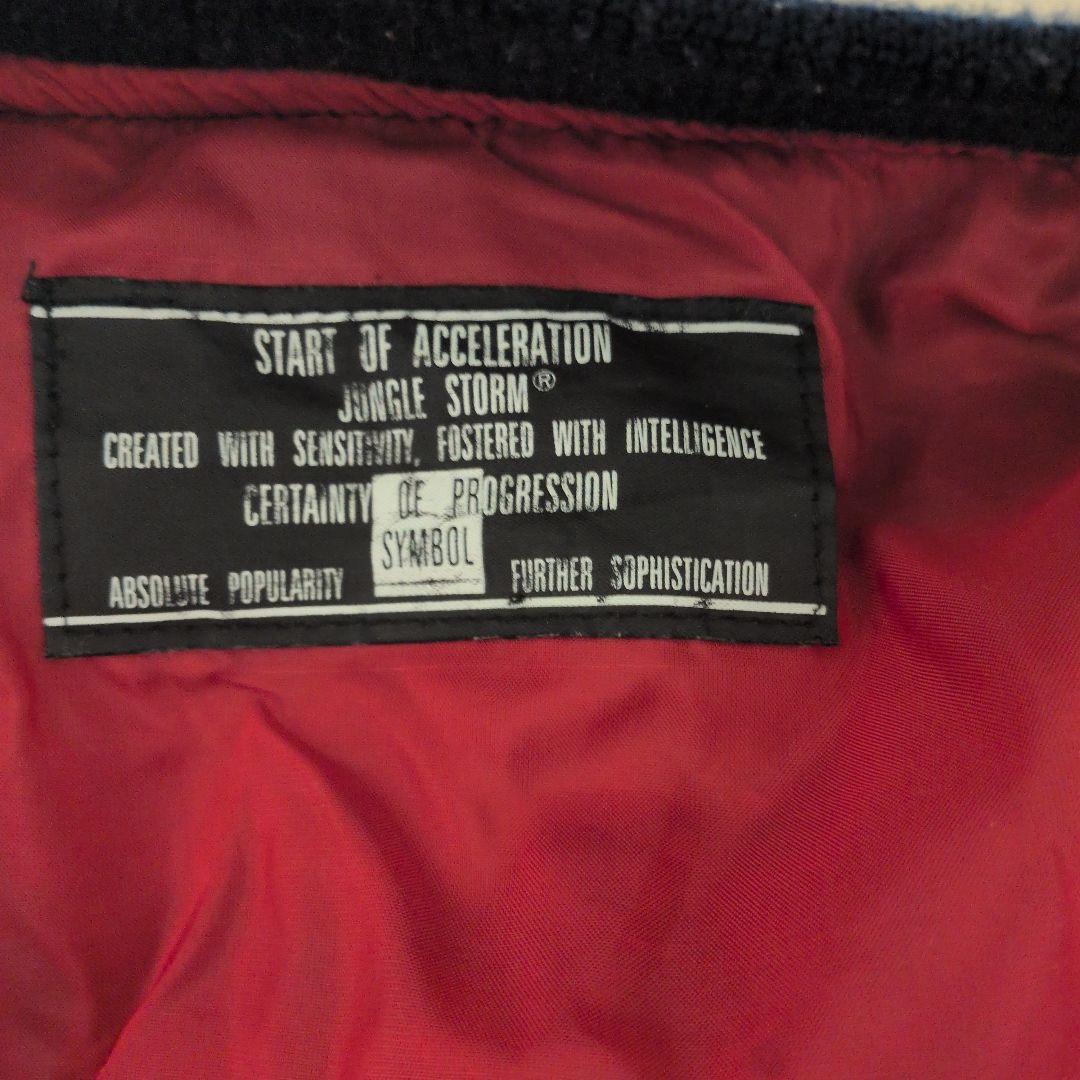 START OF ACCELERATION
JUNGLE STORM®
CREATED WITH SENSITIVITY, FOSTERED WITH INTELLIGENCE
CERTAINTY OF PROGRESSION
SYMBOL
ABSOLUTE POPULARITY FURTHER SOPHISTICATION